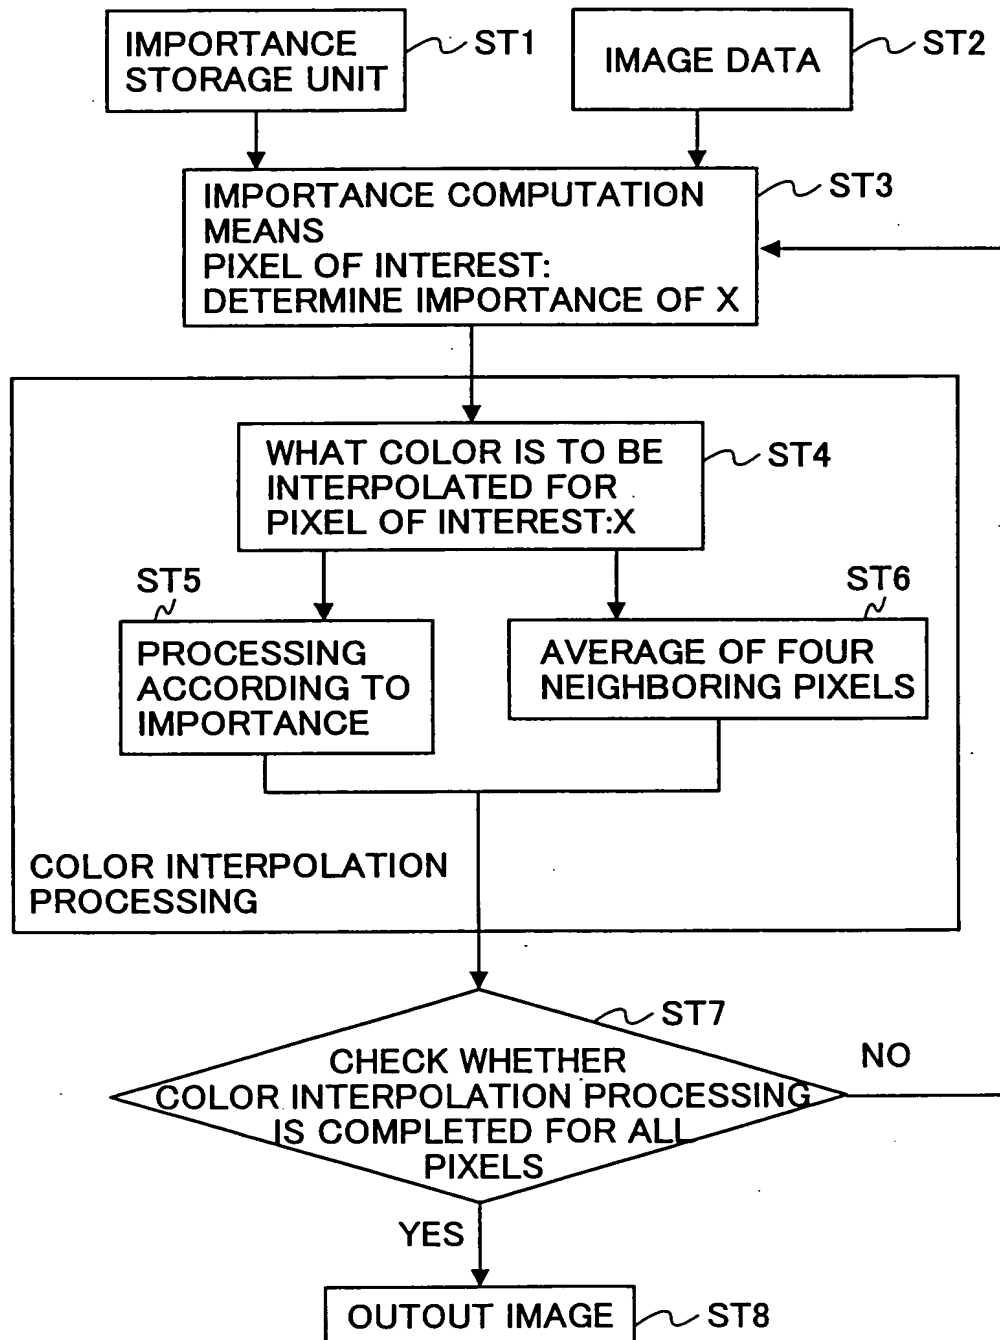 IMPORTANCE
STORAGE UNIT
ST1
IMAGE DATA
ST2
IMPORTANCE COMPUTATION
MEANS
PIXEL OF INTEREST:
DETERMINE IMPORTANCE OF X
ST3
WHAT COLOR IS TO BE
INTERPOLATED FOR
PIXEL OF INTEREST:X
ST4
ST5
PROCESSING
ACCORDING TO
IMPORTANCE
ST6
AVERAGE OF FOUR
NEIGHBORING PIXELS
COLOR INTERPOLATION
PROCESSING
ST7
CHECK WHETHER
COLOR INTERPOLATION PROCESSING
IS COMPLETED FOR ALL
PIXELS
NO
YES
OUTOUT IMAGE
ST8